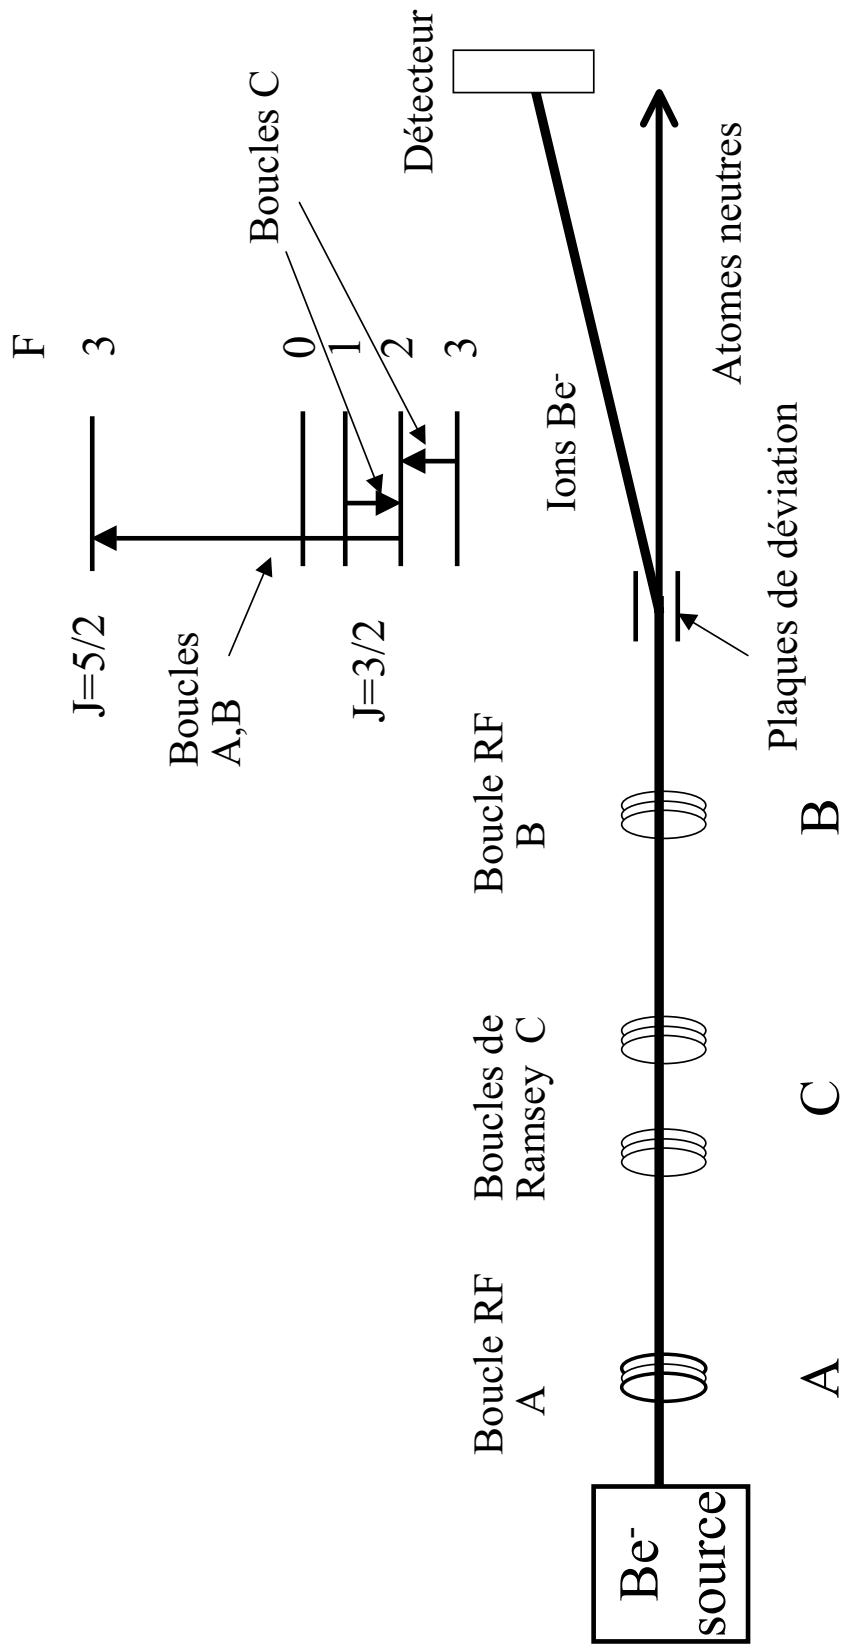 F
3
0
1
2
3
J=5/2
Boucles
A,B
J=3/2
Boucles C
Détecteur
Boucle RF
A
Boucles de
Ramsey C
Boucle RF
B
Ions Be-
Atomes neutres
Plaques de déviation
Be-
source
A
C
B